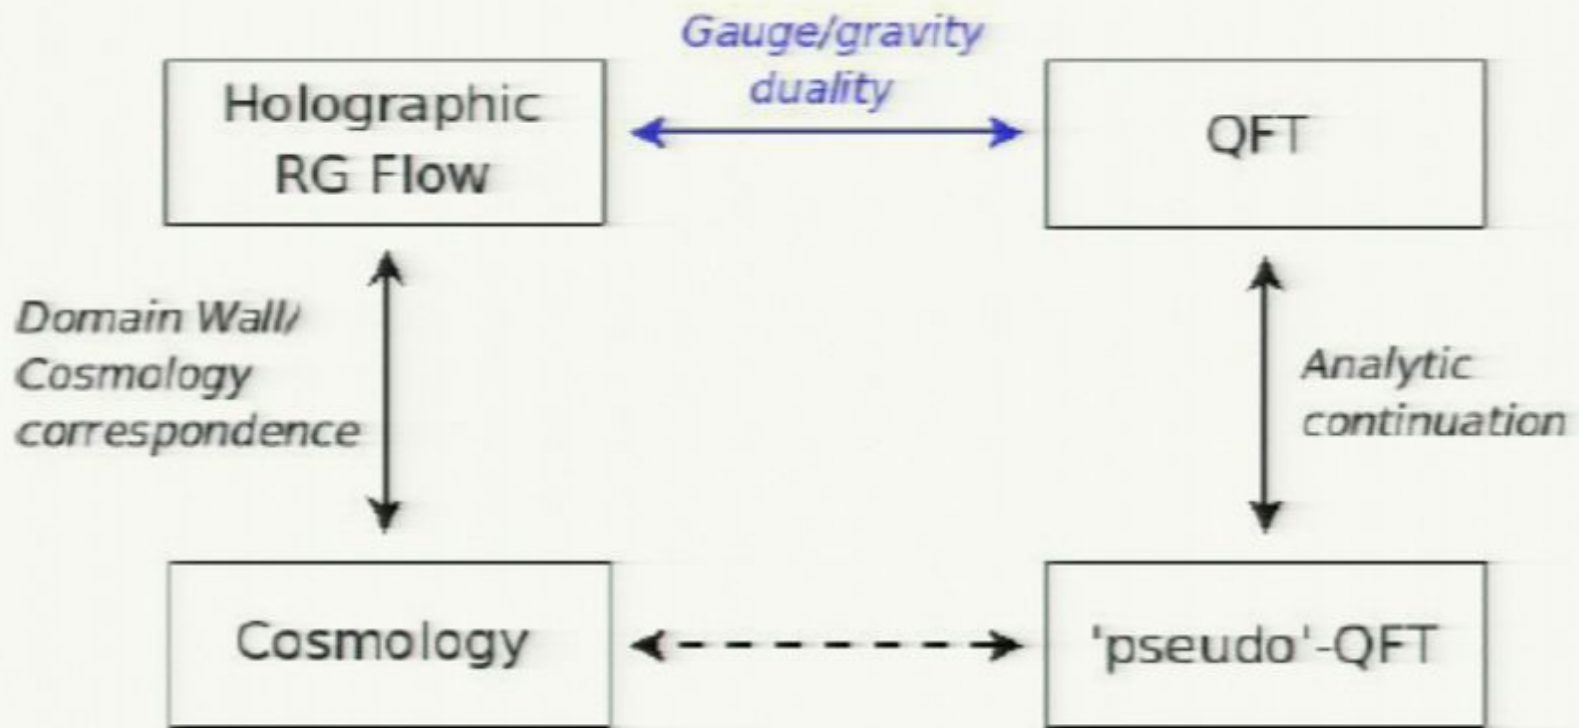 Gauge/gravity
duality
Holographic
RG Flow
QFT
Domain Wall/
Cosmology
correspondence
Analytic
continuation
Cosmology
'pseudo'-QFT